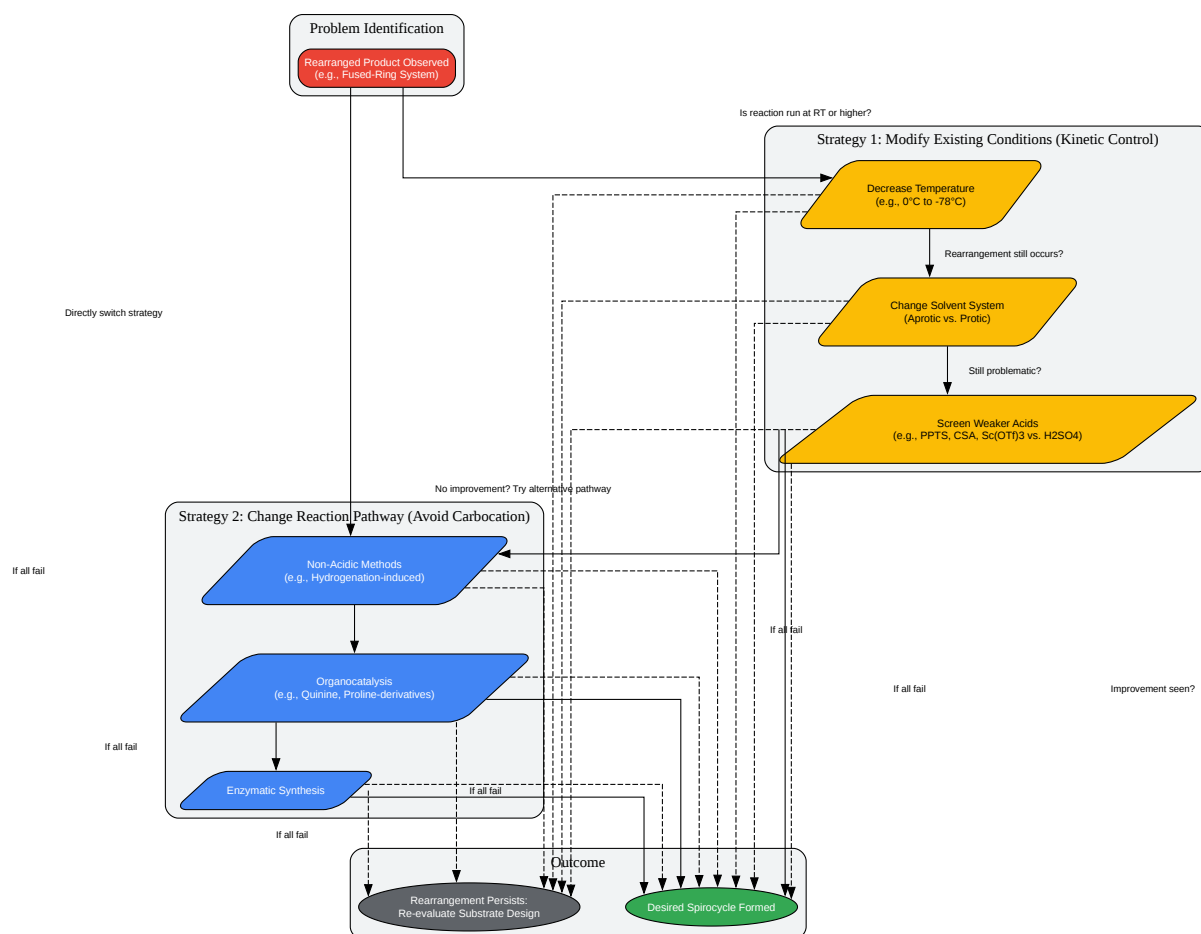 Problem Identification
Rearranged Product Observed
(e.g., Fused-Ring System)
Is reaction run at RT or higher?
Strategy 1: Modify Existing Conditions (Kinetic Control)
Decrease Temperature
(e.g., 0°C to -78°C)
Rearrangement still occurs?
Change Solvent System
(Aprotic vs. Protic)
Directly switch strategy
Still problematic?
Screen Weaker Acids
(e.g., PPTS, CSA, Sc(OTf)3 vs. H2SO4)
No improvement? Try alternative pathway
Strategy 2: Change Reaction Pathway (Avoid Carbocation)
Non-Acidic Methods
(e.g., Hydrogenation-induced)
If all fail
If all fail
Organocatalysis
(e.g., Quinine, Proline-derivatives)
If all fail
Improvement seen?
If all fail
Enzymatic Synthesis
If all fail
If all fail
Outcome
Rearrangement Persists:
Re-evaluate Substrate Design
Desired Spirocycle Formed